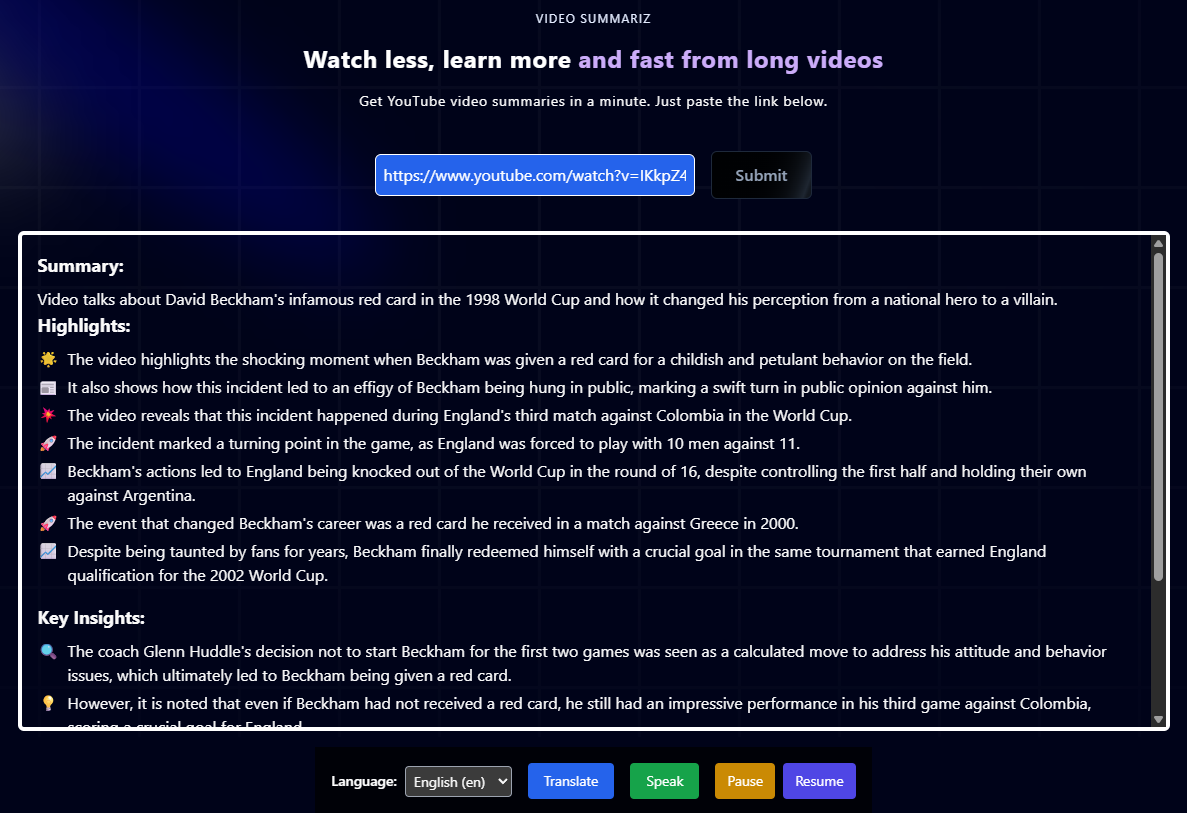 VIDEO SUMMARIZ
Watch less, learn more and fast from long videos
Get YouTube video summaries in a minute. Just paste the link below.
https://www.youtube.com/watch?v=IKkpZ4 Submit
Summary:
Video talks about David Beckham's infamous red card in the 1998 World Cup and how it changed his perception from a national hero to a villain.
Highlights:
The video highlights the shocking moment when Beckham was given a red card for a childish and petulant behavior on the field.
It also shows how this incident led to an effigy of Beckham being hung in public, marking a swift turn in public opinion against him.
The video reveals that this incident happened during England's third match against Colombia in the World Cup.
The incident marked a turning point in the game, as England was forced to play with 10 men against 11.
Beckham's actions led to England being knocked out of the World Cup in the round of 16, despite controlling the first half and holding their own
against Argentina.
The event that changed Beckham's career was a red card he received in a match against Greece in 2000.
Despite being taunted by fans for years, Beckham finally redeemed himself with a crucial goal in the same tournament that earned England
qualification for the 2002 World Cup.
Key Insights:
The coach Glenn Huddle's decision not to start Beckham for the first two games was seen as a calculated move to address his attitude and behavior
issues, which ultimately led to Beckham being given a red card.
However, it is noted that even if Beckham had not received a red card, he still had an impressive performance in his third game against Colombia,
scoring a crucial goal for England.
Language: English (en) Translate Speak Pause Resume